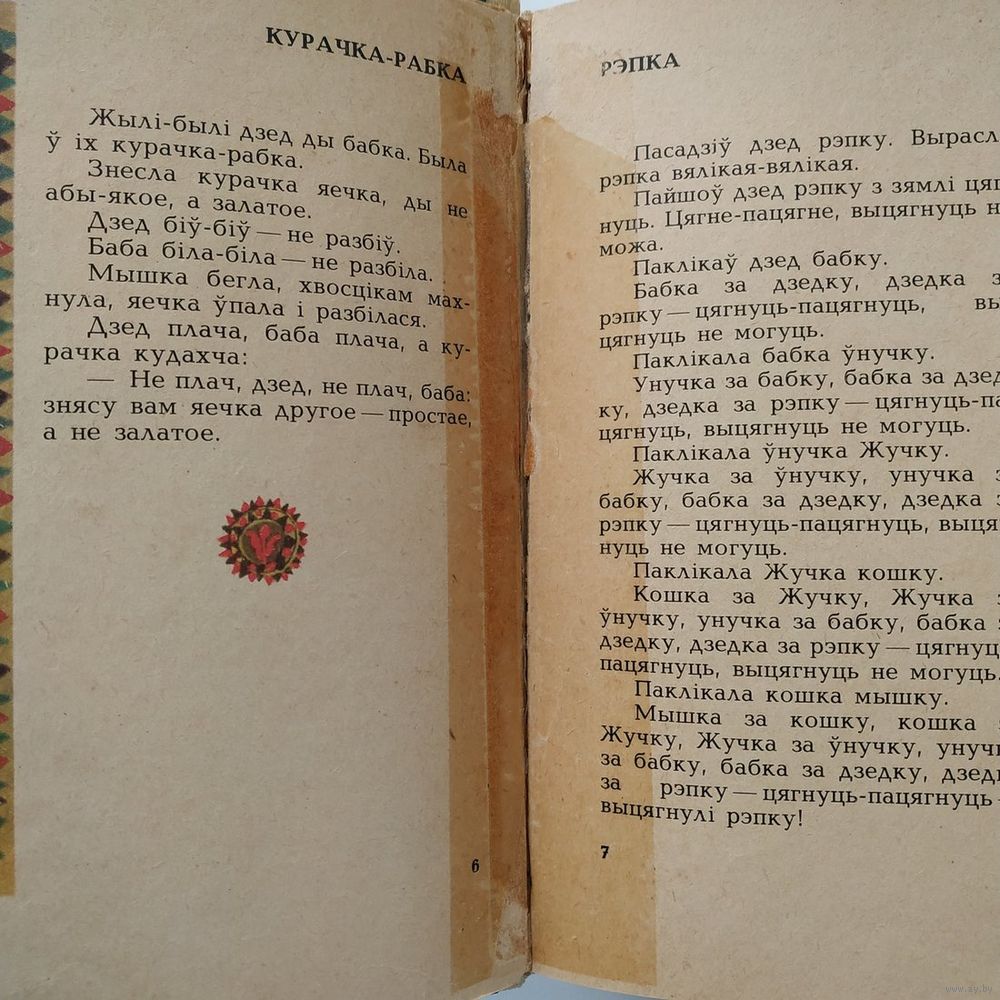 КУРАЧКА-РАБКА
Жылі-былі дзед ды бабка. Была
ў іх курачка-рабка.
Знесла курачка яечка, ды не
абы-якое, а залатое.
Дзед біў-біў — не разбіў.
Баба біла-біла — не разбіла.
Мышка бегла, хвосцікам мах-
нула, яечка ўпала і разбілася.
Дзед плача, баба плача, а ку-
рачка кудахча:
— Не плач, дзед, не плач, баба:
знясу вам яечка другое — простае,
а не залатое.
6
РЭПКА
Пасадзіў дзед рэпку. Вырасл
рэпка вялікая-вялікая.
Пайшоў дзед рэпку з зямлі цяг
нуць. Цягне-пацягне, выцягнуць н
можа.
Паклікаў дзед бабку.
Бабка за дзедку, дзедка з
рэпку — цягнуць-пацягнуць, вы
цягнуць не могуць.
Паклікала бабка ўнучку.
Унучка за бабку, бабка за дзед
ку, дзедка за рэпку — цягнуць-па
цягнуць, выцягнуць не могуць.
Паклікала ўнучка Жучку.
Жучка за ўнучку, унучка з
бабку, бабка за дзедку, дзедка з
рэпку — цягнуць-пацягнуць, выцяг
нуць не могуць.
Паклікала Жучка кошку.
Кошка за Жучку, Жучка з
ўнучку, унучка за бабку, бабка з
дзедку, дзедка за рэпку — цягнуц
пацягнуць, выцягнуць не могуць.
Паклікала кошка мышку.
Мышка за кошку, кошка з
Жучку, Жучка за ўнучку, унучк
за бабку, бабка за дзедку, дзедк
за рэпку — цягнуць-пацягнуць —
выцягнулі рэпку!
7
www.ay.by